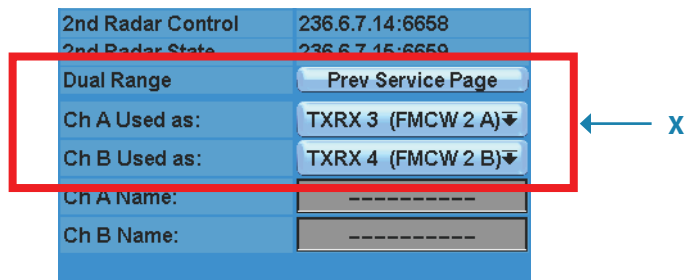 2nd Radar Control 236.6.7.14:6658
2nd Radar State 236.6.7.15:6659
Dual Range Prev Service Page
Ch A Used as: TXRX 3 (FMCW 2 A)
X
Ch B Used as: TXRX 4 (FMCW 2 B)
Ch A Name: ----------
Ch B Name: ----------